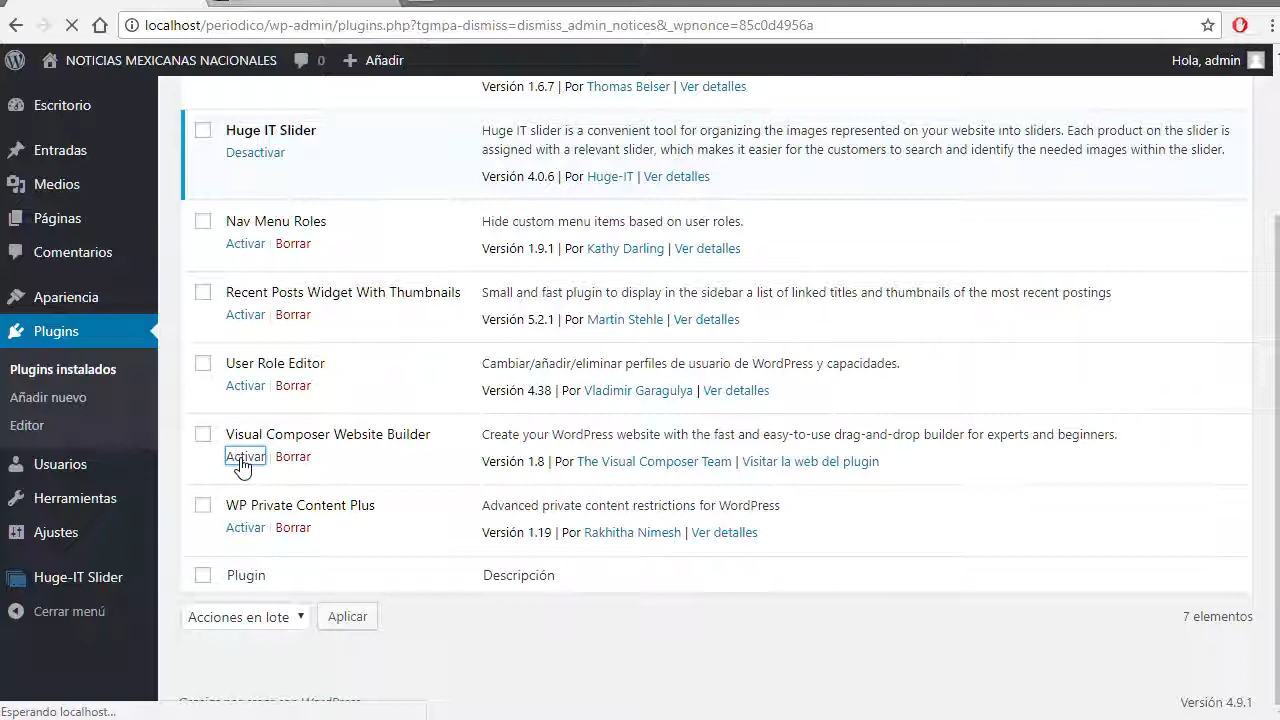 localhost/periodico/wp-admin/plugins.php?tgmpa-dismiss=dismiss_admin_notices&_wpnonce=85c0d4956a
NOTICIAS MEXICANAS NACIONALES 0 Añadir Hola, admin
Escritorio
Entradas
Medios
Páginas
Comentarios
Apariencia
Plugins
Plugins instalados
Añadir nuevo
Editor
Usuarios
Herramientas
Ajustes
Huge-IT Slider
Cerrar menú
Versión 1.6.7 | Por Thomas Belser | Ver detalles
Huge IT Slider
Desactivar
Huge IT slider is a convenient tool for organizing the images represented on your website into sliders. Each product on the slider is
assigned with a relevant slider, which makes it easier for the customers to search and identify the needed images within the slider.
Versión 4.0.6 | Por Huge-IT | Ver detalles
Nav Menu Roles
Activar | Borrar
Hide custom menu items based on user roles.
Versión 1.9.1 | Por Kathy Darling | Ver detalles
Recent Posts Widget With Thumbnails
Activar | Borrar
Small and fast plugin to display in the sidebar a list of linked titles and thumbnails of the most recent postings
Versión 5.2.1 | Por Martin Stehle | Ver detalles
User Role Editor
Activar | Borrar
Cambiar/añadir/eliminar perfiles de usuario de WordPress y capacidades.
Versión 4.38 | Por Vladimir Garagulya | Ver detalles
Visual Composer Website Builder
Activar | Borrar
Create your WordPress website with the fast and easy-to-use drag-and-drop builder for experts and beginners.
Versión 1.8 | Por The Visual Composer Team | Visitar la web del plugin
WP Private Content Plus
Activar | Borrar
Advanced private content restrictions for WordPress
Versión 1.19 | Por Rakhitha Nimesh | Ver detalles
Plugin Descripción
Acciones en lote Aplicar 7 elementos
Versión 4.9.1
Esperando localhost...